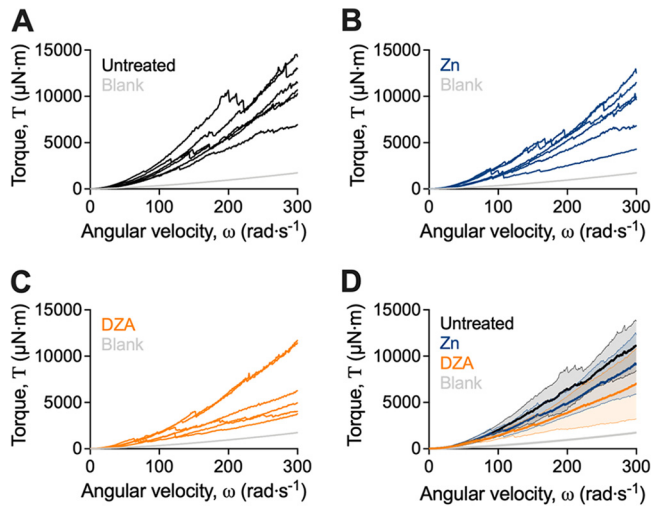 A
15000
10000
5000
0
Torque, T (µN·m)
Untreated
Blank
0 100 200 300
Angular velocity, ω (rad·s-1)
B
15000
10000
5000
0
Torque, T (µN·m)
Zn
Blank
0 100 200 300
Angular velocity, ω (rad·s-1)
C
15000
10000
5000
0
Torque, T (µN·m)
DZA
Blank
0 100 200 300
Angular velocity, ω (rad·s-1)
D
15000
10000
5000
0
Torque, T (µN·m)
Untreated
Zn
DZA
Blank
0 100 200 300
Angular velocity, ω (rad·s-1)